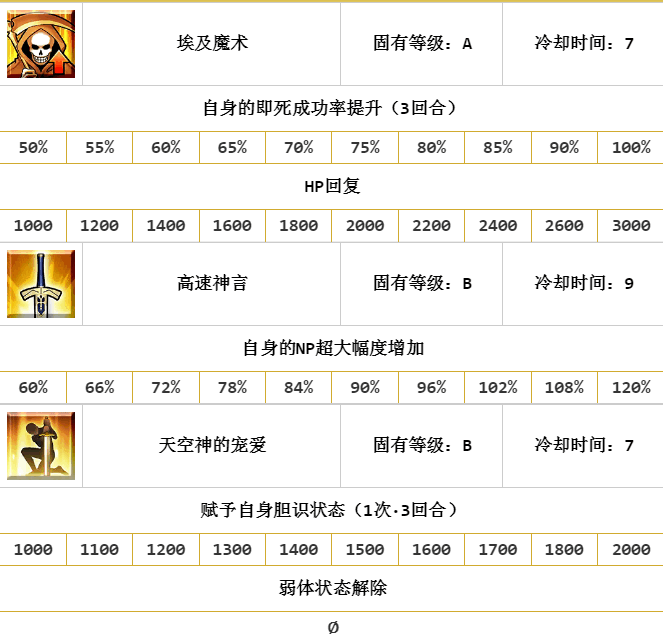 埃及魔术 固有等级：A 冷却时间：7
自身的即死成功率提升（3回合）
50% 55% 60% 65% 70% 75% 80% 85% 90% 100%
HP回复
1000 1200 1400 1600 1800 2000 2200 2400 2600 3000
高速神言 固有等级：B 冷却时间：9
自身的NP超大幅度增加
60% 66% 72% 78% 84% 90% 96% 102% 108% 120%
天空神的宠爱 固有等级：B 冷却时间：7
赋予自身胆识状态（1次·3回合）
1000 1100 1200 1300 1400 1500 1600 1700 1800 2000
弱体状态解除
Ø